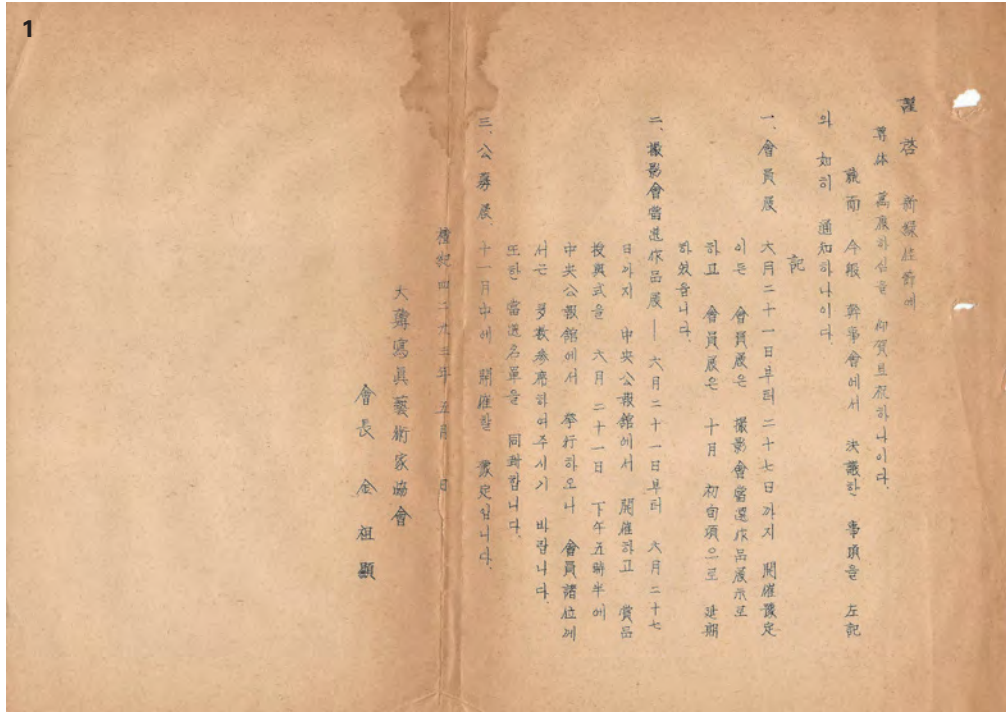 1
謹啓 新綠佳節에
尊体 萬康하심을 仰賀且祝하나이다.
就而 今般 幹事會에서 決議한 事項을 左記
와 如히 通知하나이다.
記
一、會員展 六月二十一日부터 二十七日까지 開催豫定
이든 會員展은 撮影會當選作品展示로
하고 會員展은 十月 初旬頃으로 延期
하였읍니다.
二、撮影會當選作品展 — 六月二十一日부터 六月二十七
日까지 中央公報館에서 開催하고 賞品
授與式을 六月 二十一日 下午五時半에
中央公報館에서 擧行하오니 會員諸位께
서는 多數參席하여주시기 바랍니다.
또한 當選名單을 同封합니다.
三、公募展、十一月中에 開催할 豫定입니다.
檀紀四二九三年 五月 日
大韓寫眞藝術家協會
會長 金祖顯